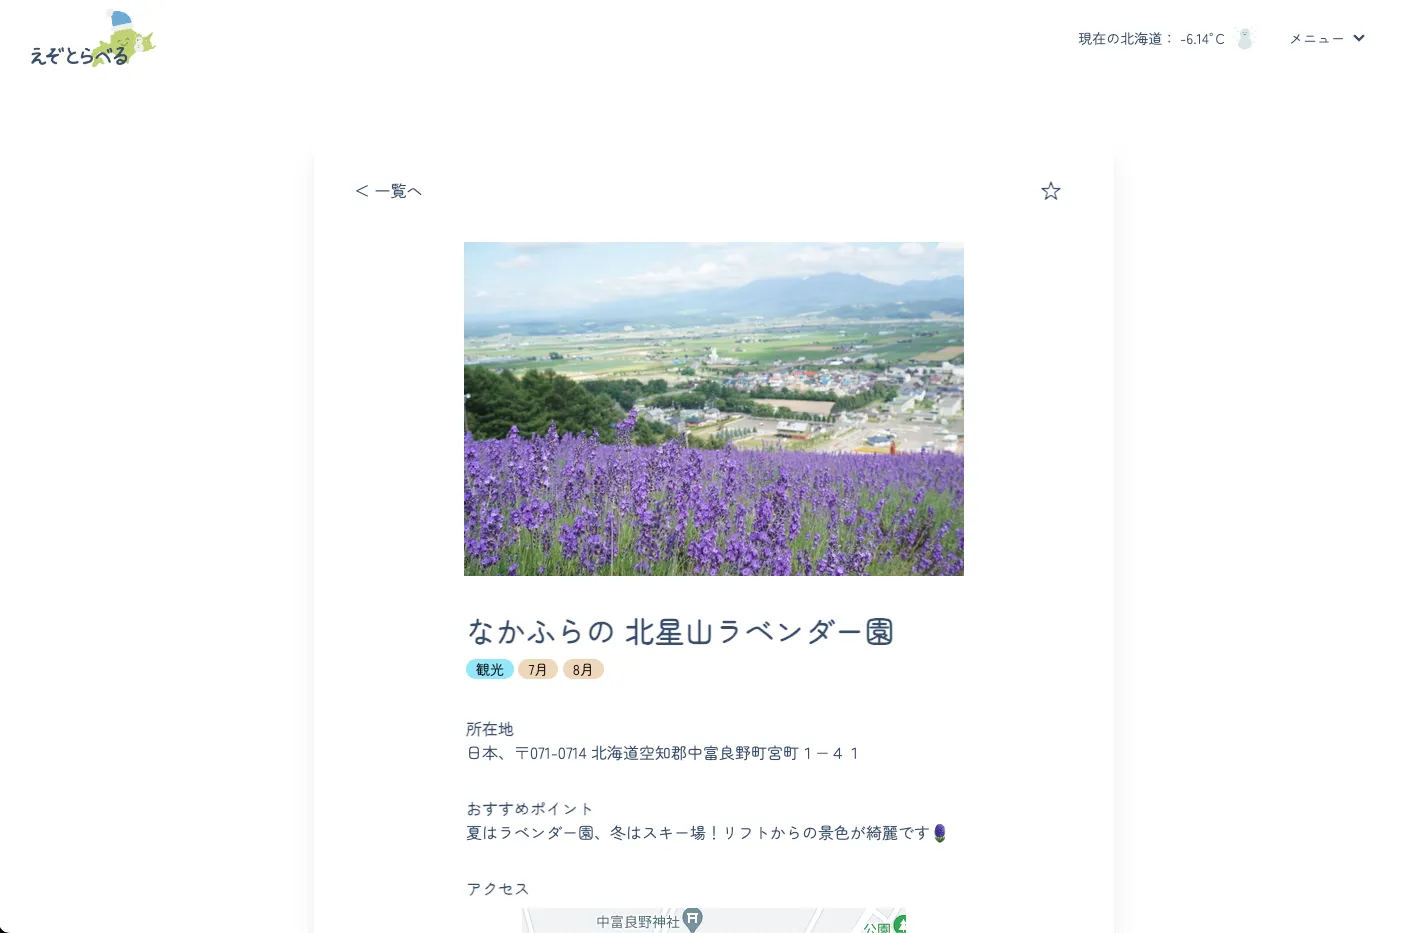 えぞとらべる
現在の北海道： -6.14°C
メニュー
＜ 一覧へ
なかふらの 北星山ラベンダー園
観光 7月 8月
所在地
日本、〒071-0714 北海道空知郡中富良野町宮町１−４１
おすすめポイント
夏はラベンダー園、冬はスキー場！リフトからの景色が綺麗です🪻
アクセス
中富良野神社
公園